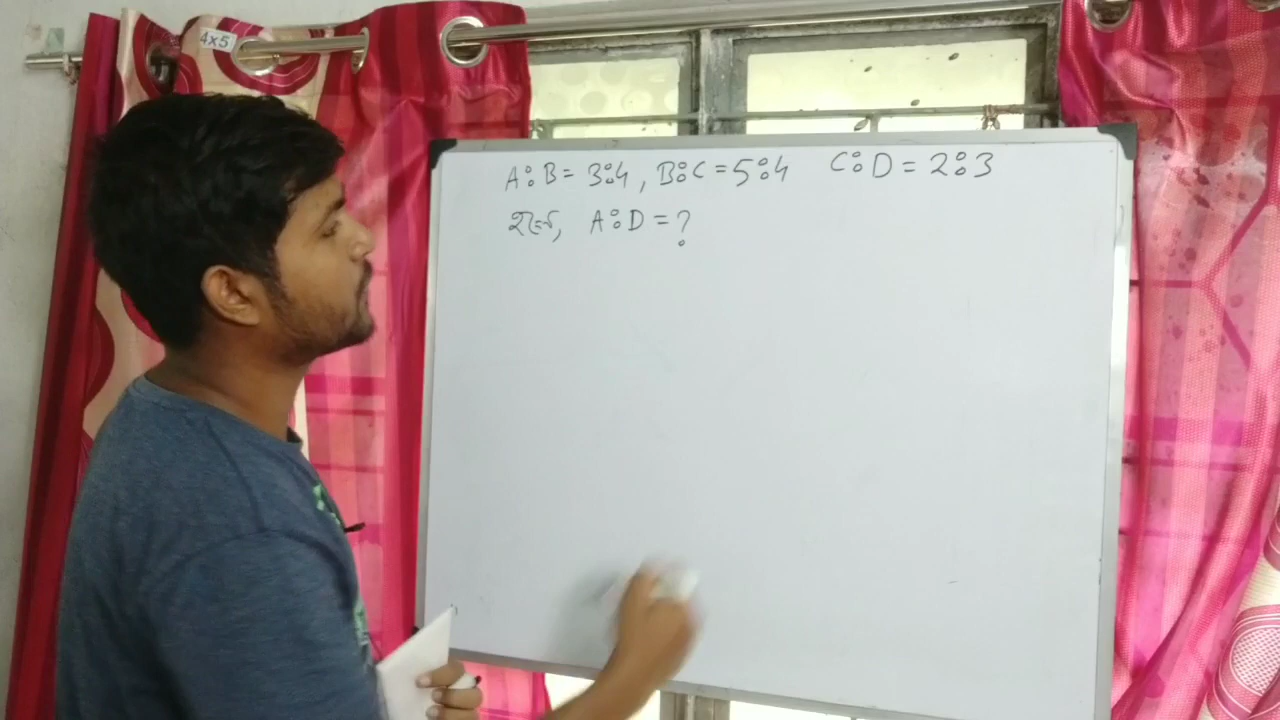 4x5
A:B = 3:4, B:C = 5:4 C:D = 2:3
হলে, A:D = ?